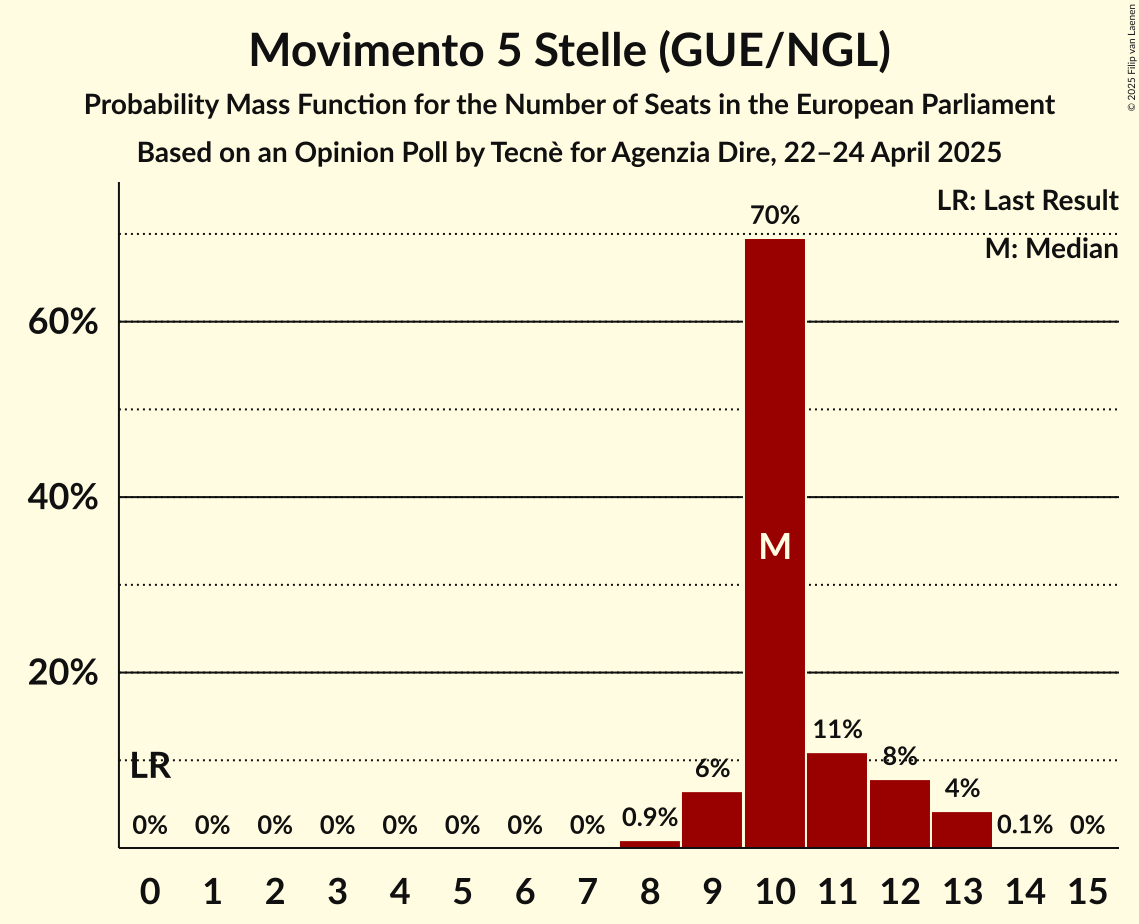 Movimento 5 Stelle (GUE/NGL)
Probability Mass Function for the Number of Seats in the European Parliament
Based on an Opinion Poll by Tecnè for Agenzia Dire, 22–24 April 2025
© 2025 Filip van Laenen
LR: Last Result
M: Median
60%
40%
20%
70%
M
LR
0% 0% 0% 0% 0% 0% 0% 0% 0.9% 6% 11% 8% 4% 0.1% 0%
0 1 2 3 4 5 6 7 8 9 10 11 12 13 14 15